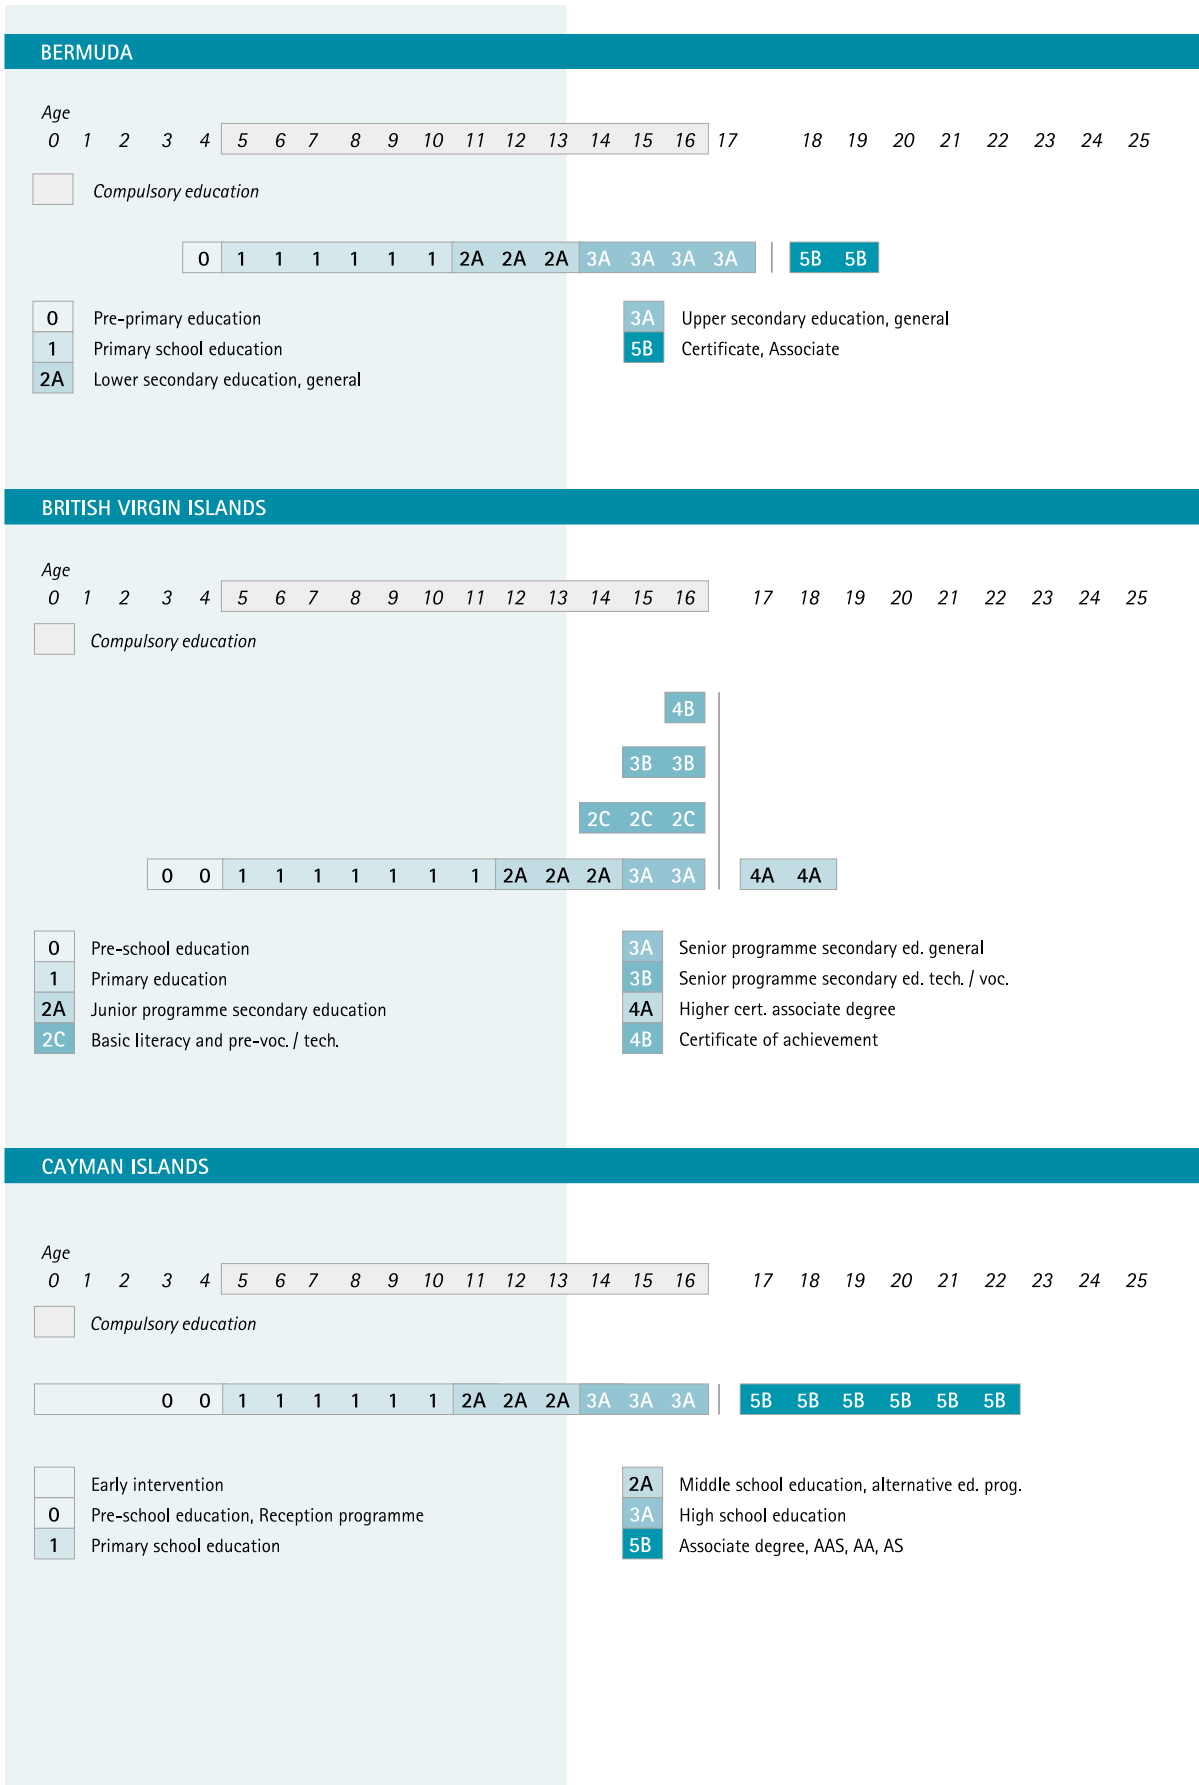 BERMUDA
Age
0 1 2 3 4 5 6 7 8 9 10 11 12 13 14 15 16 17 18 19 20 21 22 23 24 25
Compulsory education
0 1 1 1 1 1 1 2A 2A 2A 3A 3A 3A 3A 5B 5B
0 Pre-primary education
1 Primary school education
2A Lower secondary education, general
3A Upper secondary education, general
5B Certificate, Associate
BRITISH VIRGIN ISLANDS
Age
0 1 2 3 4 5 6 7 8 9 10 11 12 13 14 15 16 17 18 19 20 21 22 23 24 25
Compulsory education
4B
3B 3B
2C 2C 2C
0 0 1 1 1 1 1 1 1 2A 2A 2A 3A 3A 4A 4A
0 Pre-school education
1 Primary education
2A Junior programme secondary education
2C Basic literacy and pre-voc. / tech.
3A Senior programme secondary ed. general
3B Senior programme secondary ed. tech. / voc.
4A Higher cert. associate degree
4B Certificate of achievement
CAYMAN ISLANDS
Age
0 1 2 3 4 5 6 7 8 9 10 11 12 13 14 15 16 17 18 19 20 21 22 23 24 25
Compulsory education
0 0 1 1 1 1 1 1 2A 2A 2A 3A 3A 3A 5B 5B 5B 5B 5B 5B
Early intervention
0 Pre-school education, Reception programme
1 Primary school education
2A Middle school education, alternative ed. prog.
3A High school education
5B Associate degree, AAS, AA, AS